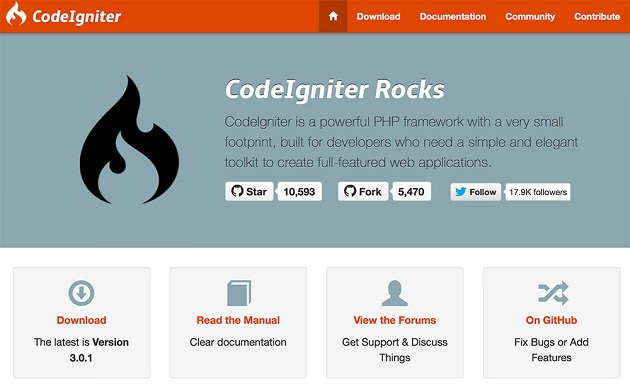 CodeIgniter
Download
Documentation
Community
Contribute
CodeIgniter Rocks
CodeIgniter is a powerful PHP framework with a very small
footprint, built for developers who need a simple and elegant
toolkit to create full-featured web applications.
Star 10,593
Fork 5,470
Follow 17.9K followers
Download
The latest is Version
3.0.1
Read the Manual
Clear documentation
View the Forums
Get Support & Discuss
Things
On GitHub
Fix Bugs or Add
Features